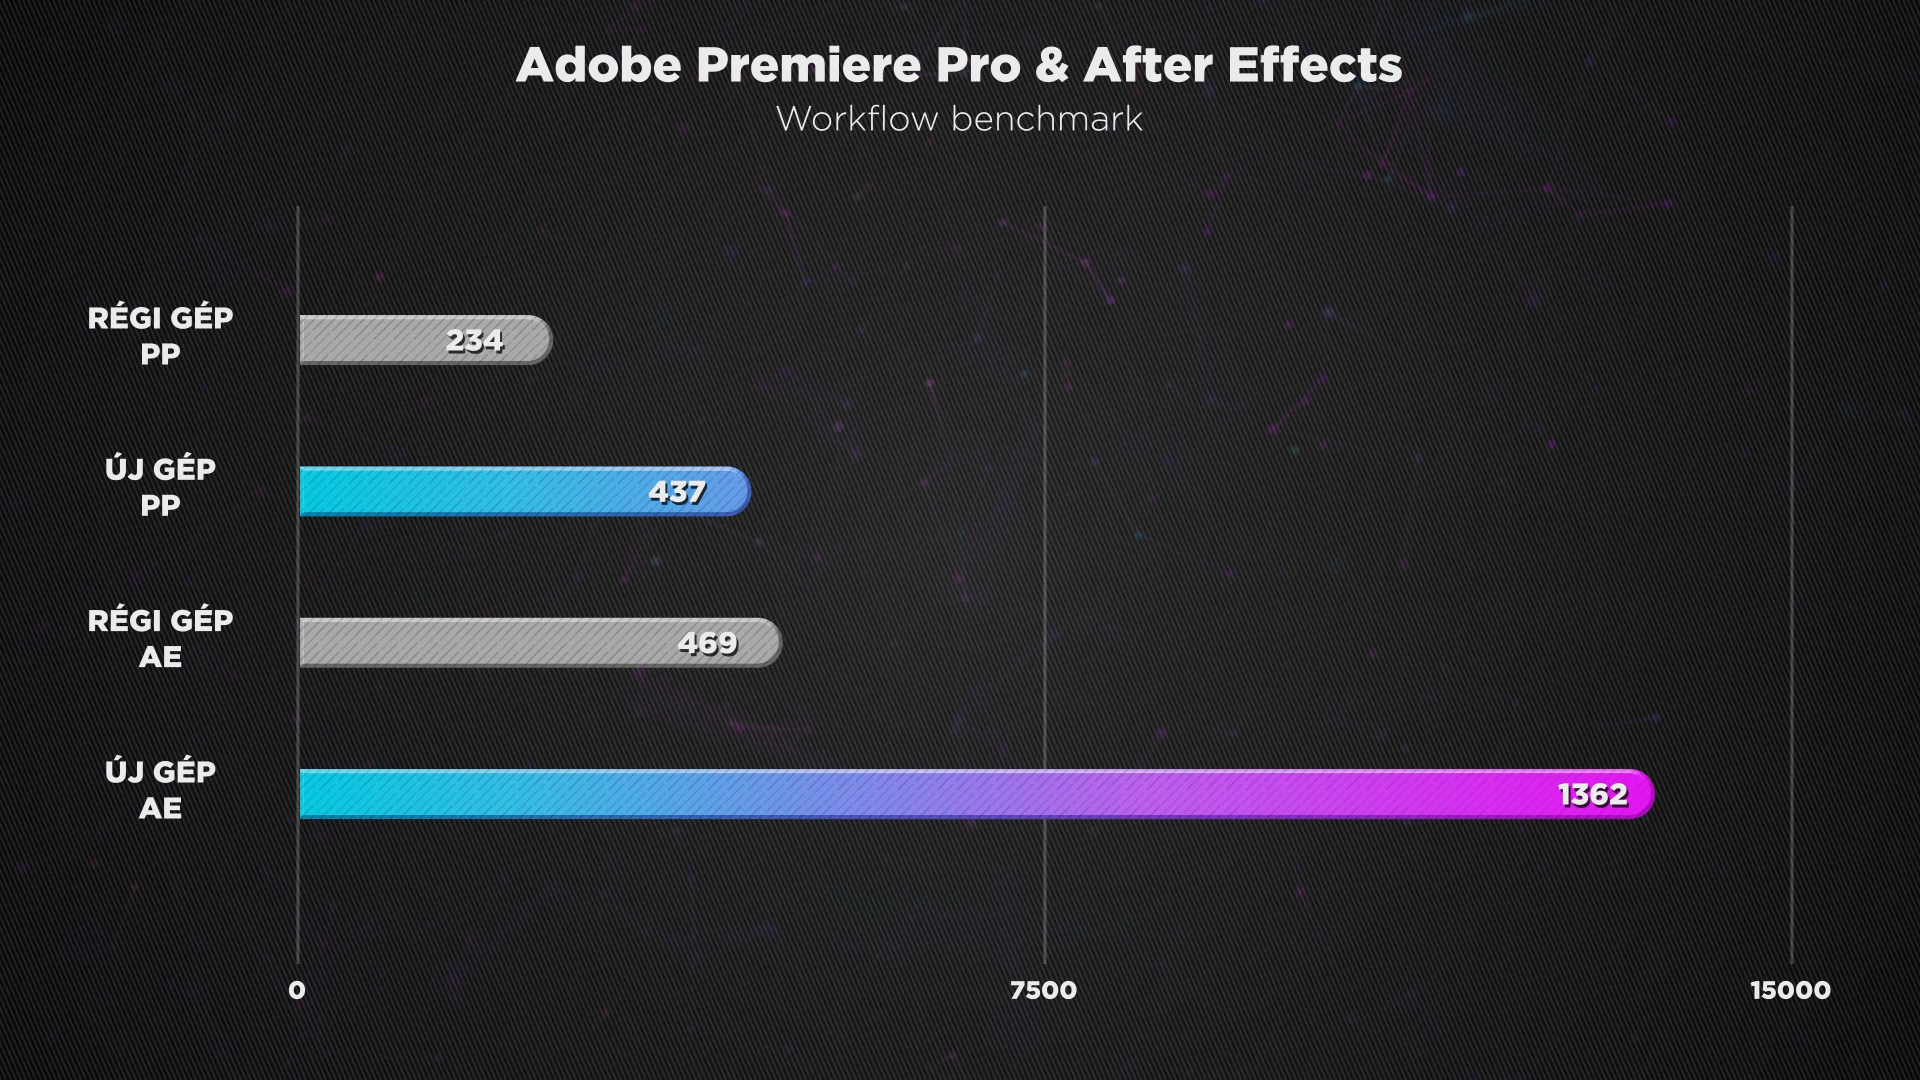 Adobe Premiere Pro & After Effects
Workflow benchmark
RÉGI GÉP
PP
234
ÚJ GÉP
PP
437
RÉGI GÉP
AE
469
ÚJ GÉP
AE
1362
0
7500
15000